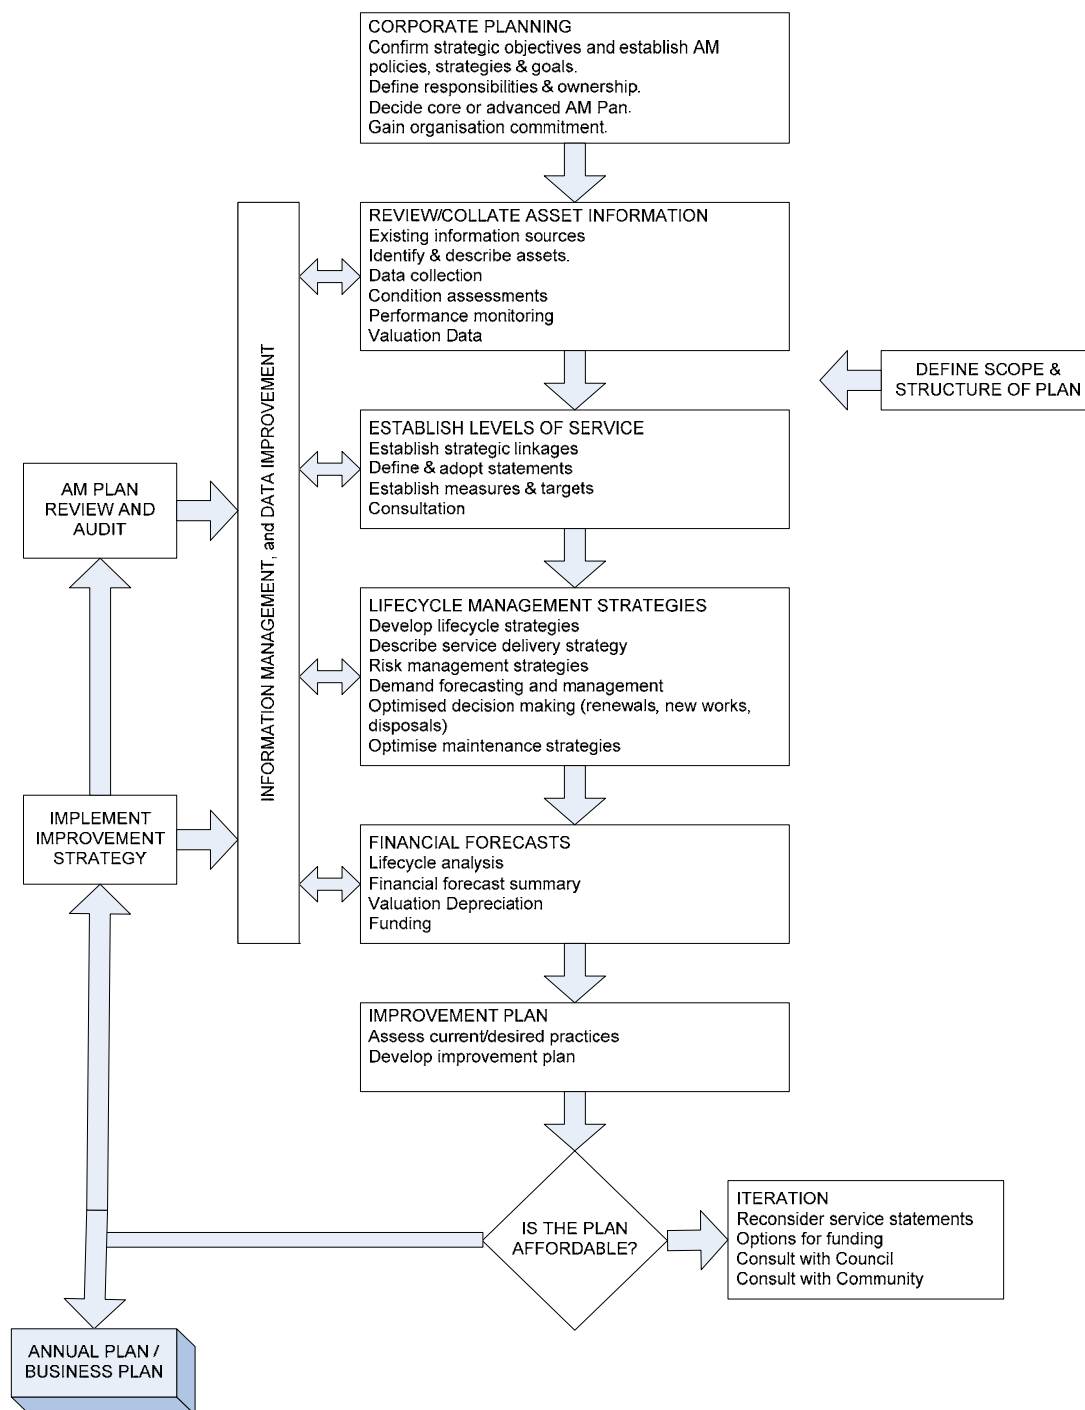 CORPORATE PLANNING
Confirm strategic objectives and establish AM
policies, strategies & goals.
Define responsibilities & ownership.
Decide core or advanced AM Pan.
Gain organisation commitment.
REVIEW/COLLATE ASSET INFORMATION
Existing information sources
Identify & describe assets.
Data collection
Condition assessments
Performance monitoring
Valuation Data
DEFINE SCOPE &
STRUCTURE OF PLAN
INFORMATION MANAGEMENT, and DATA IMPROVEMENT
ESTABLISH LEVELS OF SERVICE
Establish strategic linkages
Define & adopt statements
Establish measures & targets
Consultation
AM PLAN
REVIEW AND
AUDIT
LIFECYCLE MANAGEMENT STRATEGIES
Develop lifecycle strategies
Describe service delivery strategy
Risk management strategies
Demand forecasting and management
Optimised decision making (renewals, new works,
disposals)
Optimise maintenance strategies
IMPLEMENT
IMPROVEMENT
STRATEGY
FINANCIAL FORECASTS
Lifecycle analysis
Financial forecast summary
Valuation Depreciation
Funding
IMPROVEMENT PLAN
Assess current/desired practices
Develop improvement plan
IS THE PLAN
AFFORDABLE?
ITERATION
Reconsider service statements
Options for funding
Consult with Council
Consult with Community
ANNUAL PLAN /
BUSINESS PLAN